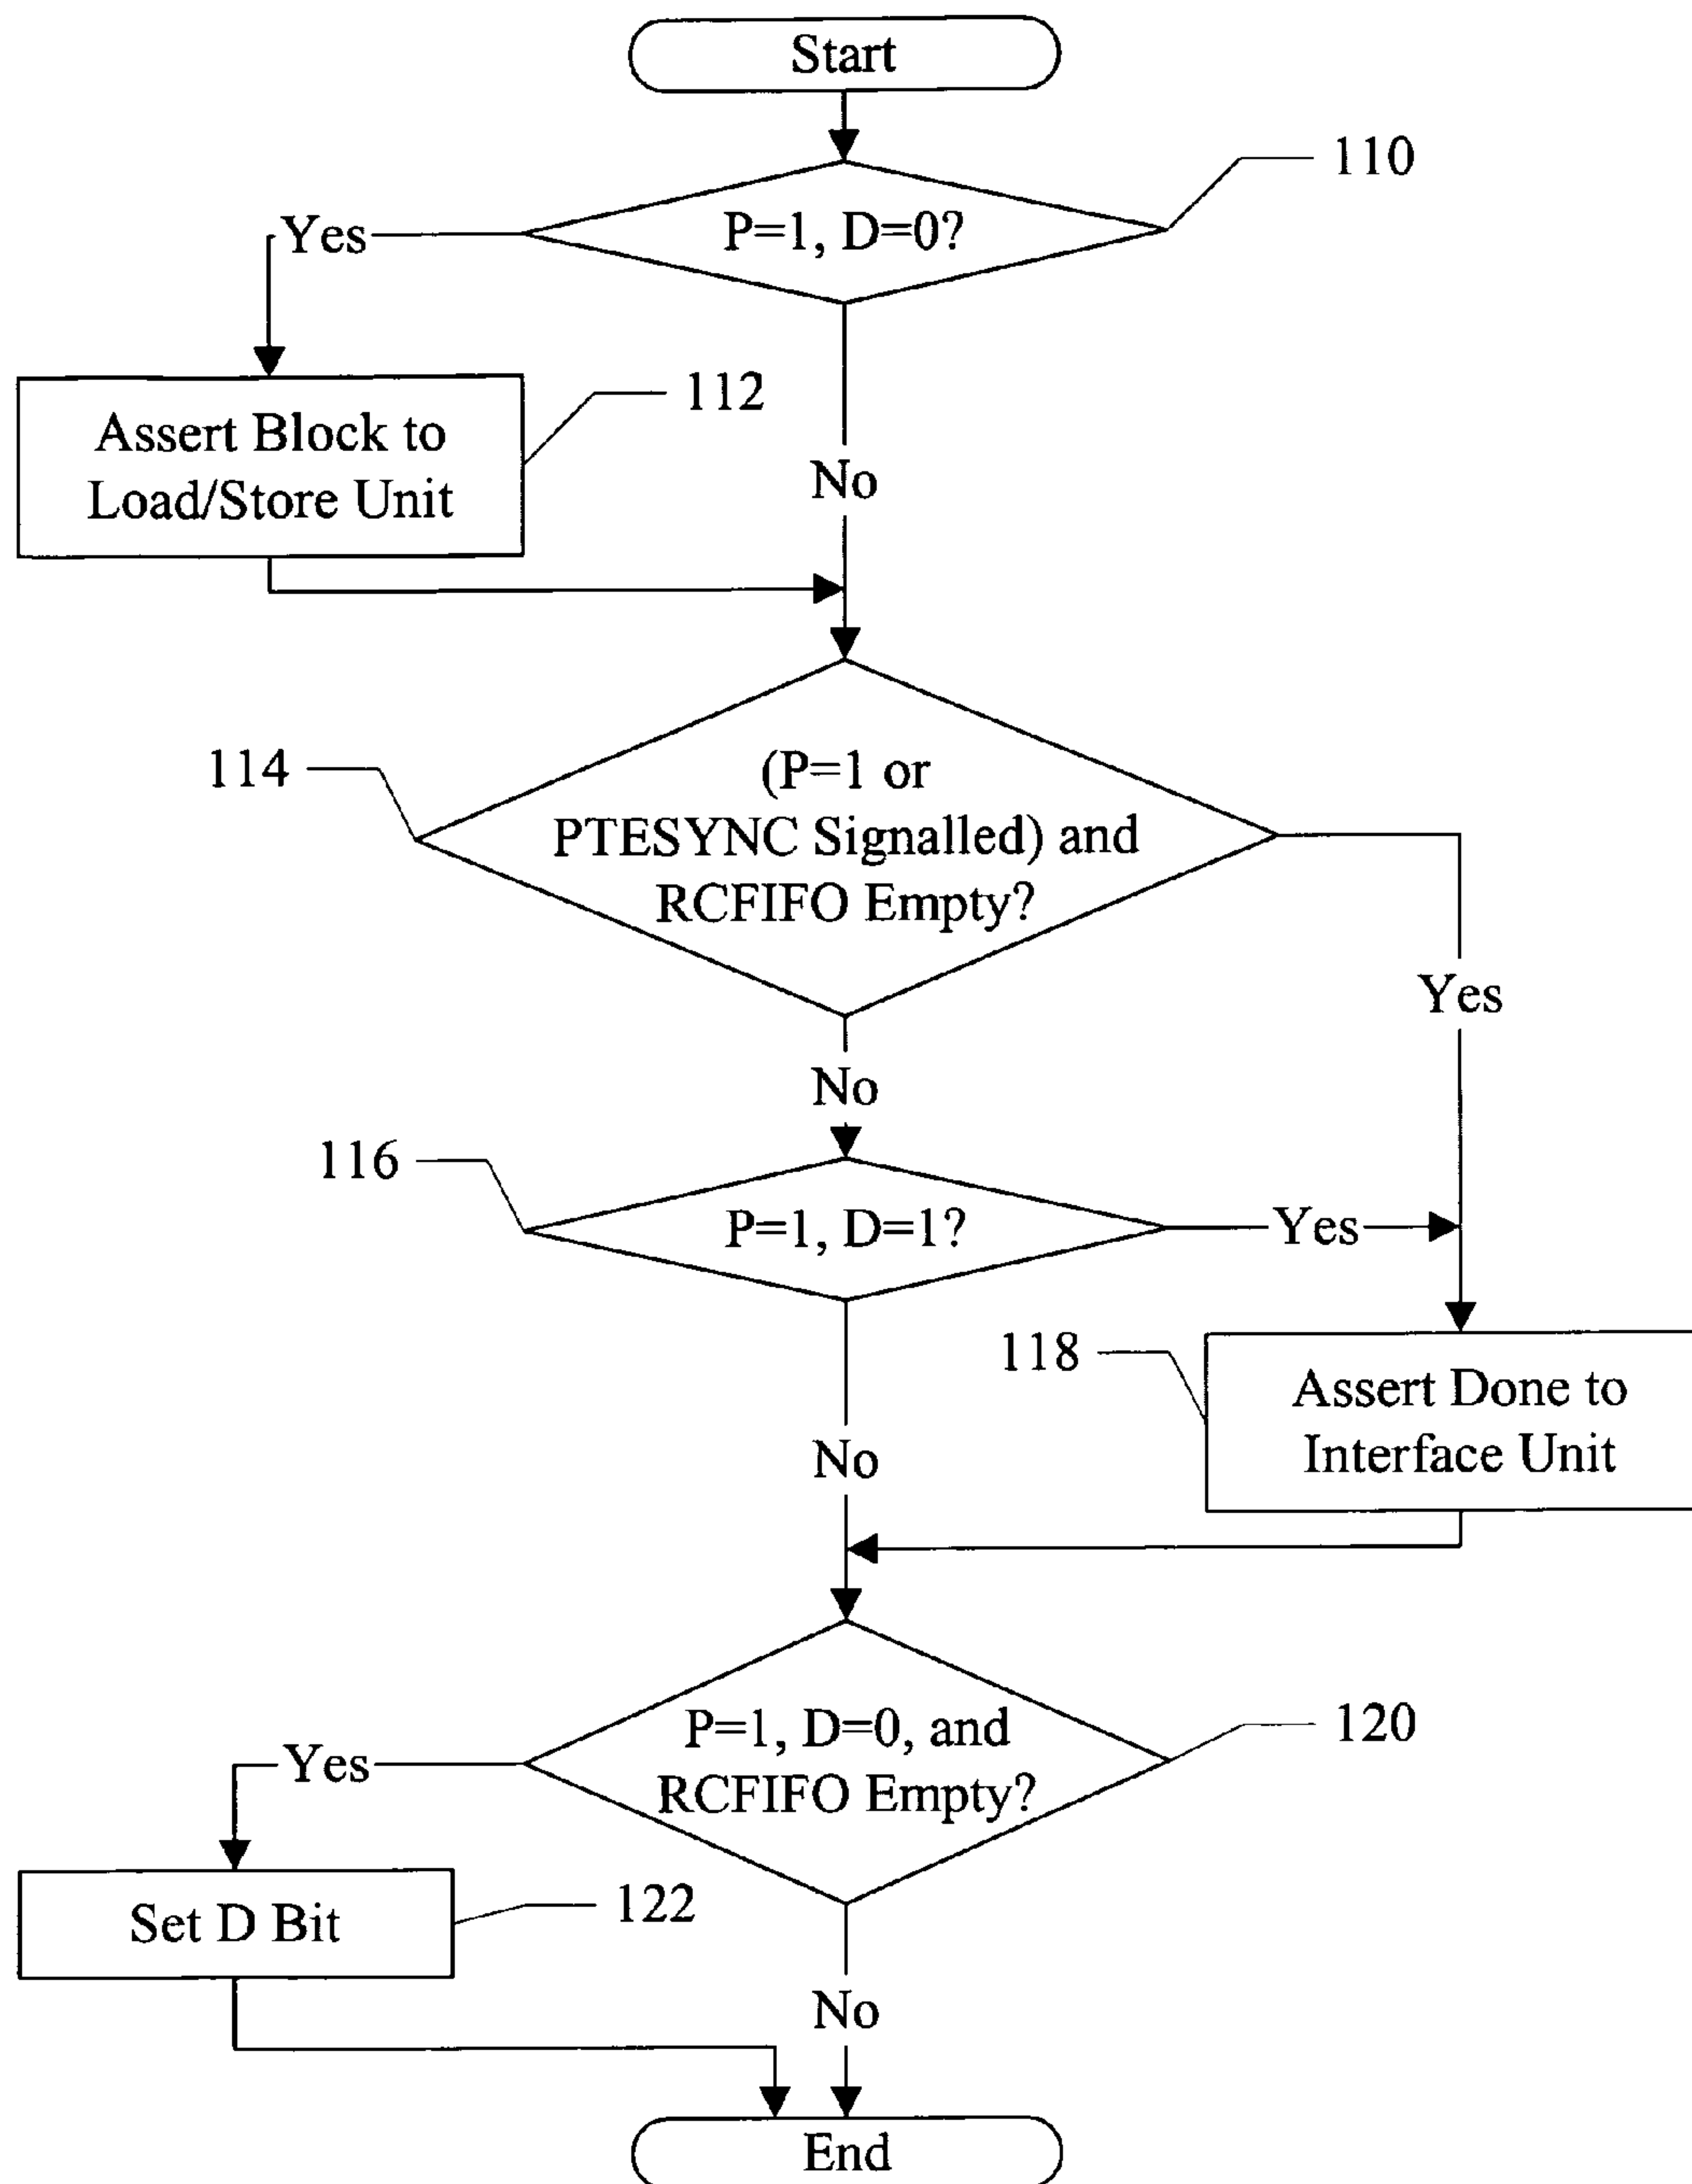 Start
110
P=1, D=0?
Yes
112
Assert Block to
Load/Store Unit
No
114
(P=1 or
PTESYNC Signalled) and
RCFIFO Empty?
Yes
No
116
P=1, D=1?
Yes
118
Assert Done to
Interface Unit
No
P=1, D=0, and
RCFIFO Empty?
120
Yes
122
Set D Bit
No
End